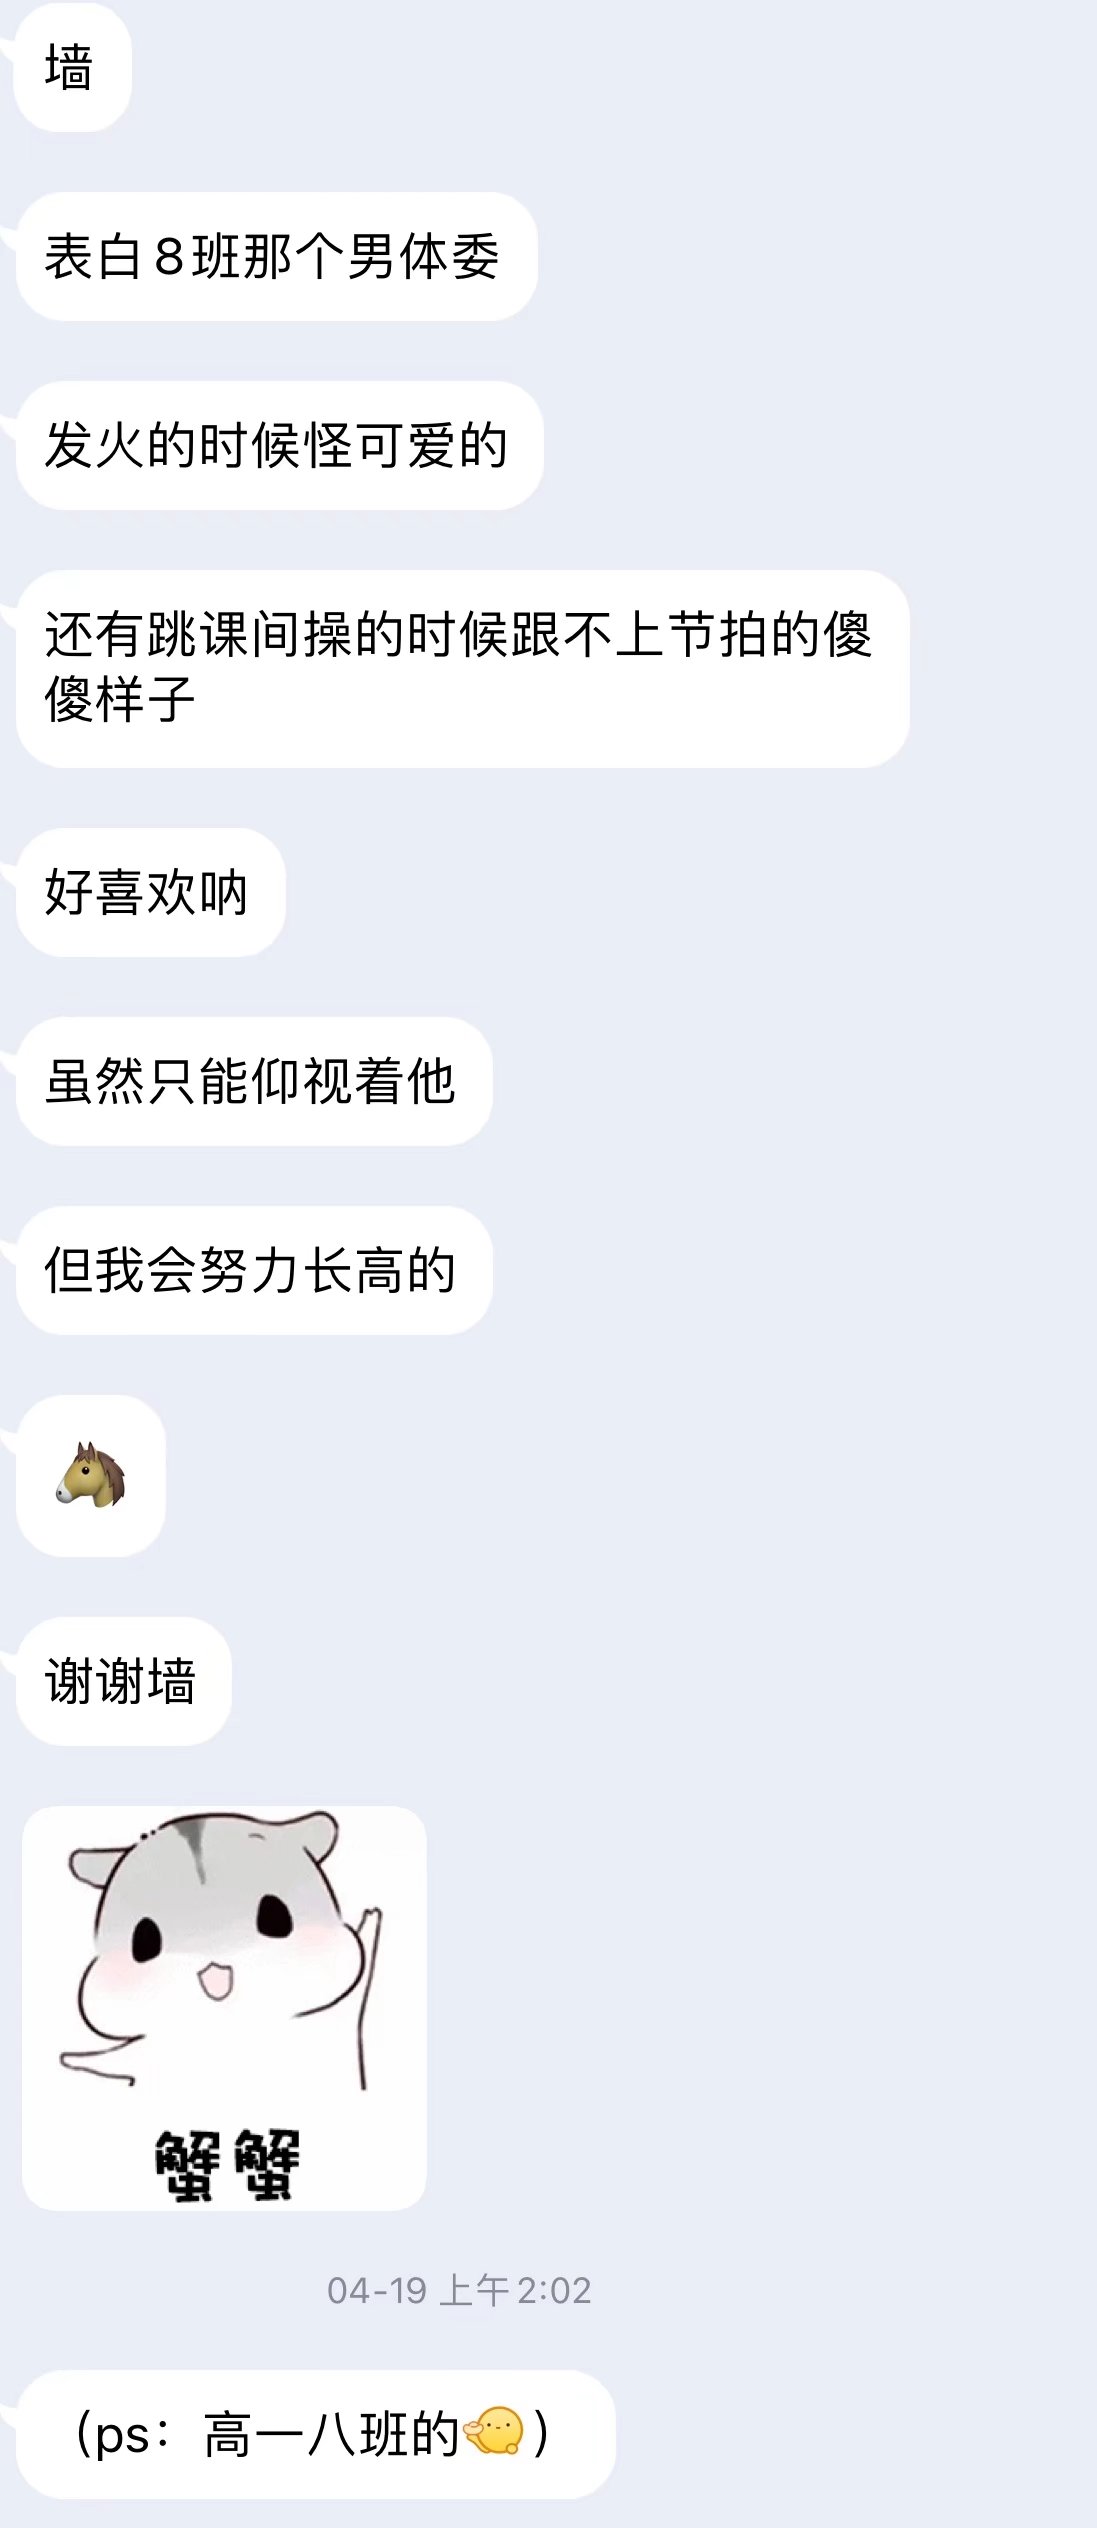 墙
表白8班那个男体委
发火的时候怪可爱的
还有跳课间操的时候跟不上节拍的傻
傻样子
好喜欢呐
虽然只能仰视着他
但我会努力长高的
🐴
谢谢墙
蟹蟹
04-19 上午2:02
（ps：高一八班的）